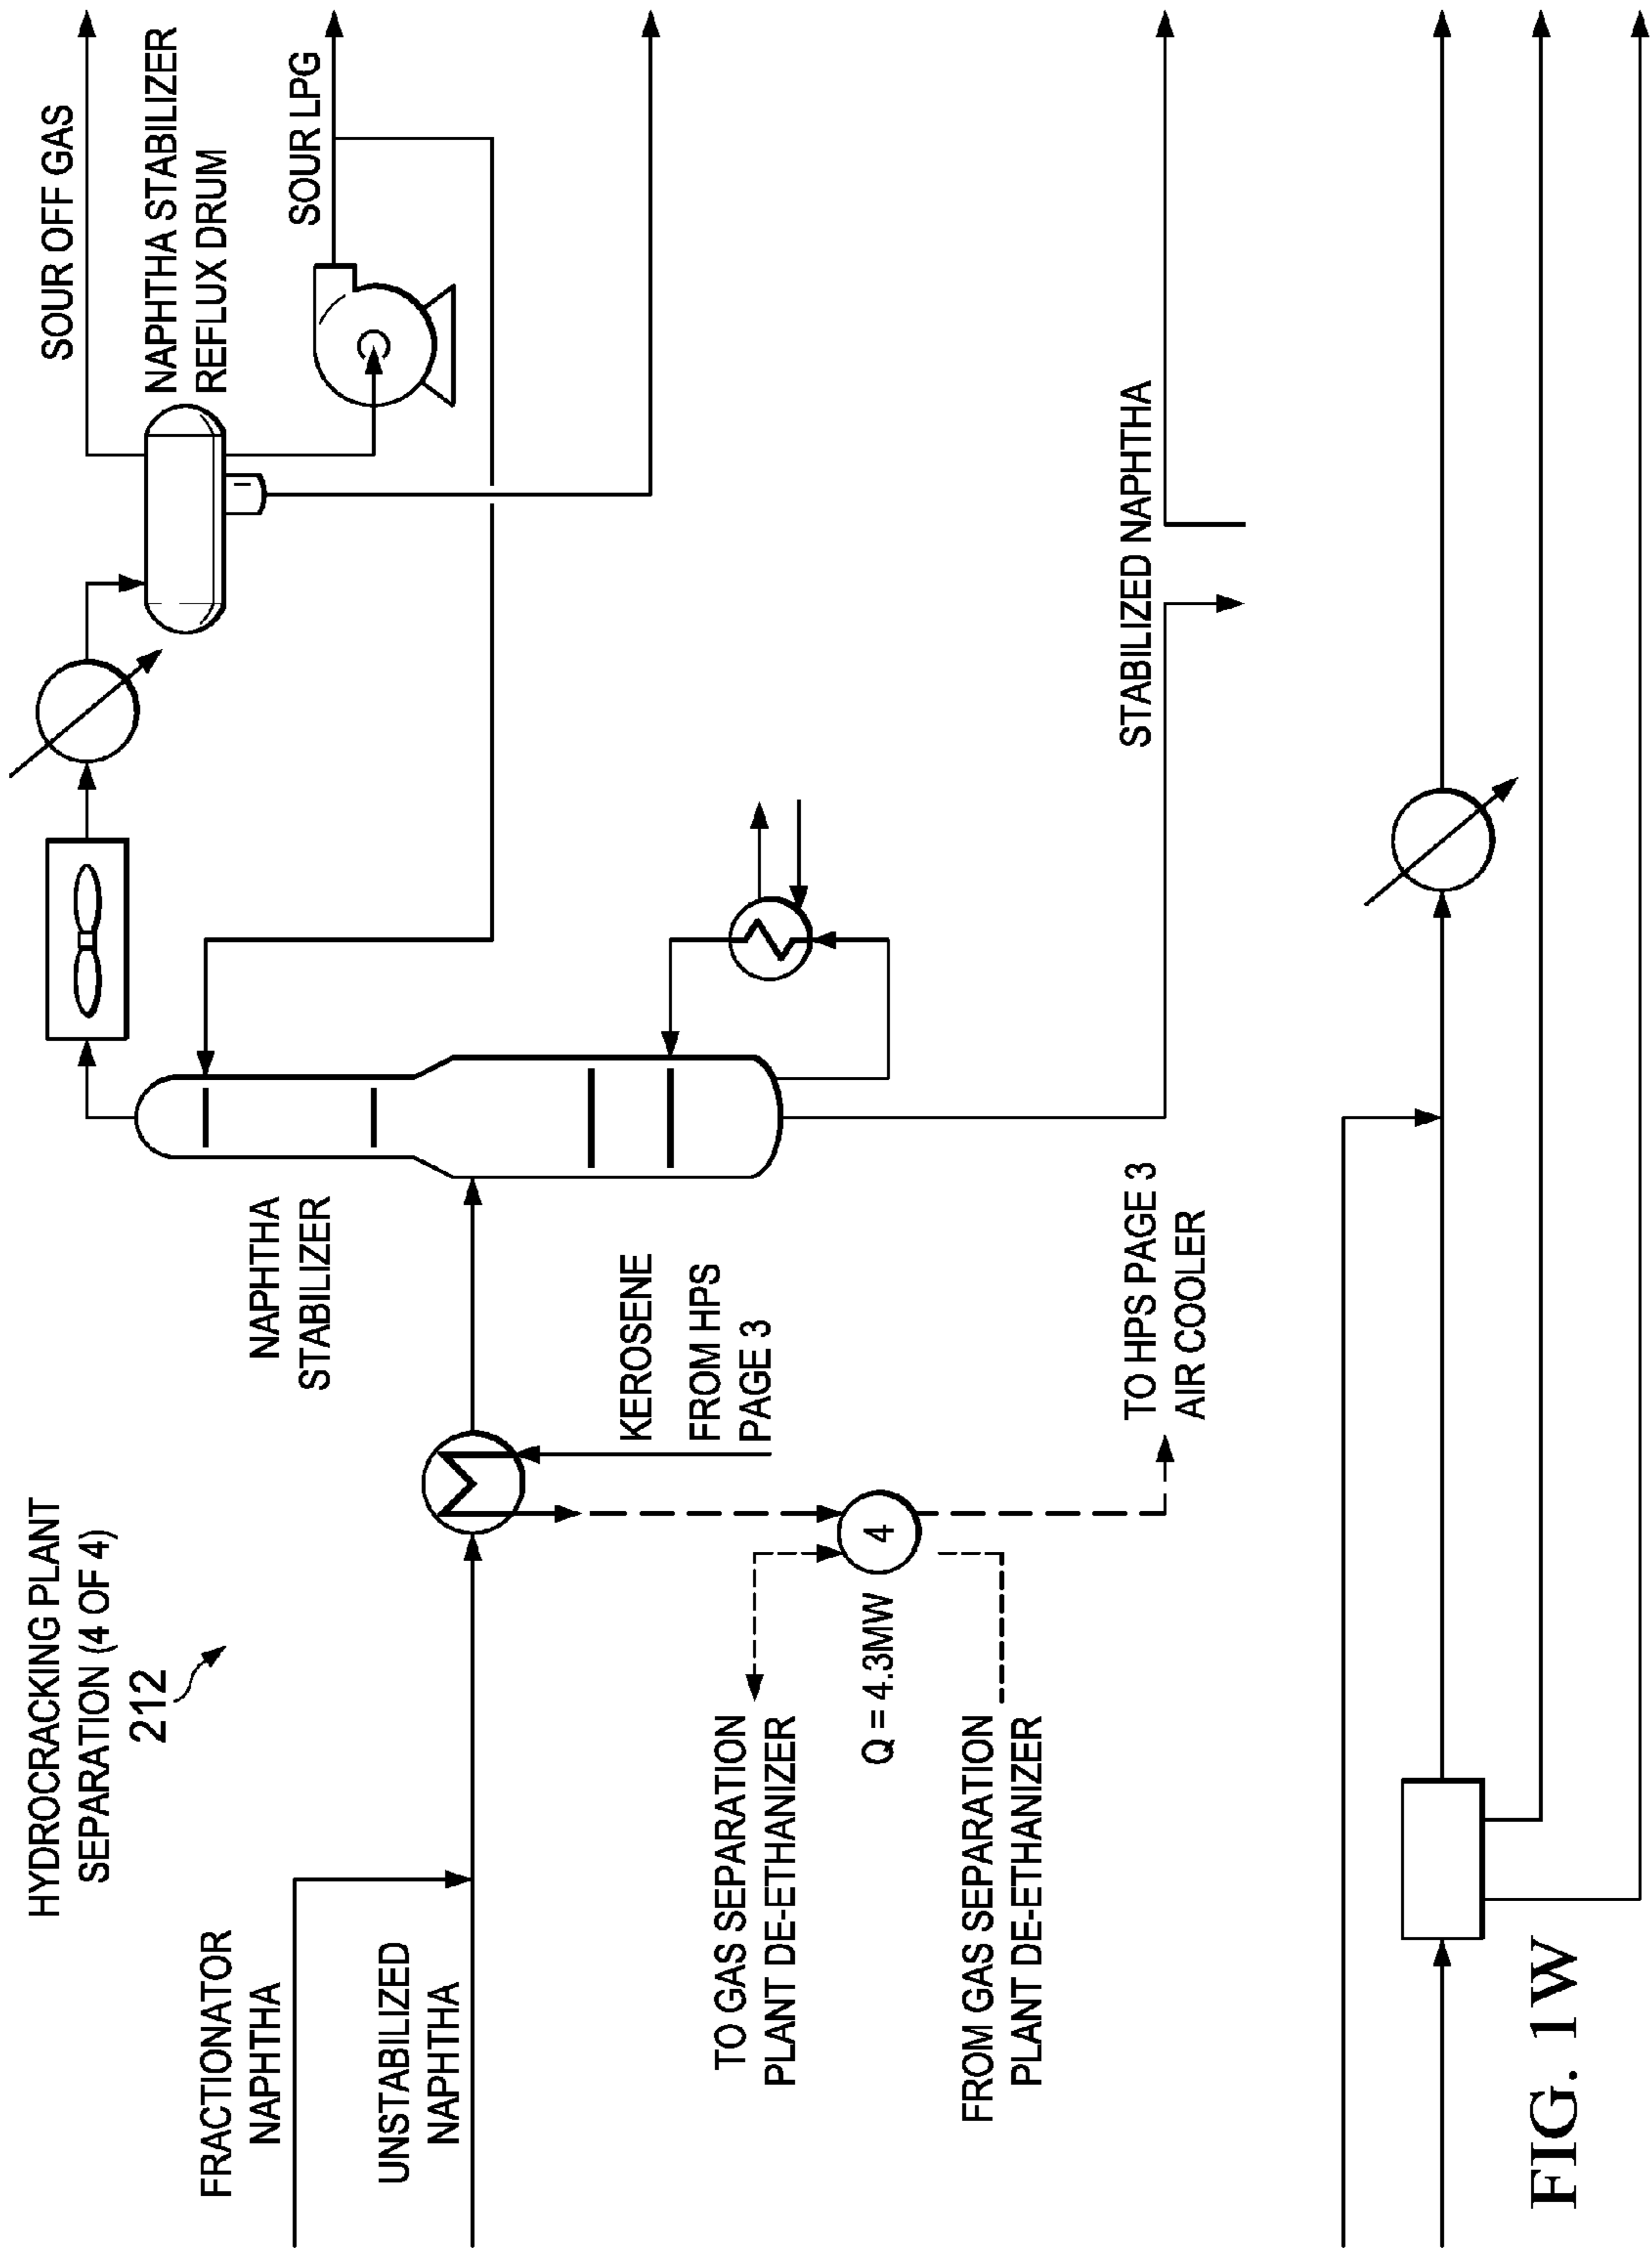 HYDROCRACKING PLANT
SEPARATION (4 OF 4)
212
FRACTIONATOR
NAPHTHA
UNSTABILIZED
NAPHTHA
NAPHTHA
STABILIZER
SOUR OFF GAS
NAPHTHA STABILIZER
REFLUX DRUM
SOUR LPG
KEROSENE
FROM HPS
PAGE 3
TO GAS SEPARATION
PLANT DE-ETHANIZER
4
Q = 4.3MW
FROM GAS SEPARATION
PLANT DE-ETHANIZER
TO HPS PAGE 3
AIR COOLER
STABILIZED NAPHTHA
FIG. 1W